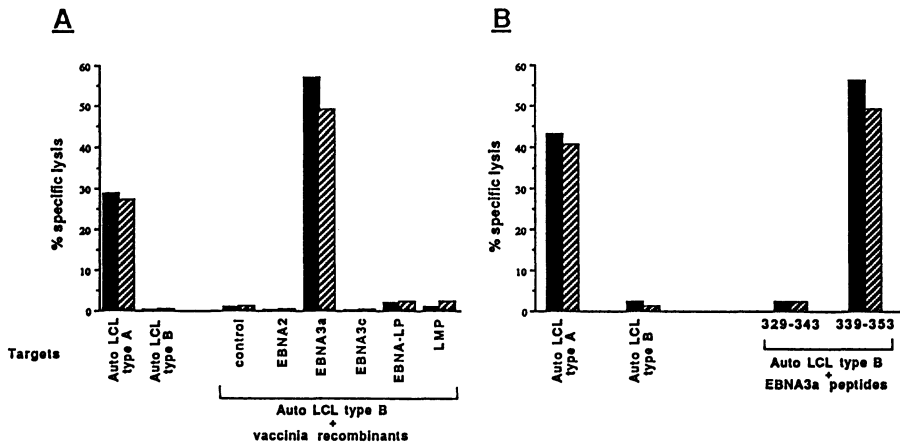 A
% specific lysis
60
50
40
30
20
10
0
Targets
Auto LCL
type A
Auto LCL
type B
control
EBNA2
EBNA3a
EBNA3c
EBNA-LP
LMP
Auto LCL type B
+
vaccinia recombinants
B
% specific lysis
60
50
40
30
20
10
0
Auto LCL
type A
Auto LCL
type B
329-343
339-353
Auto LCL type B
+
EBNA3a peptides